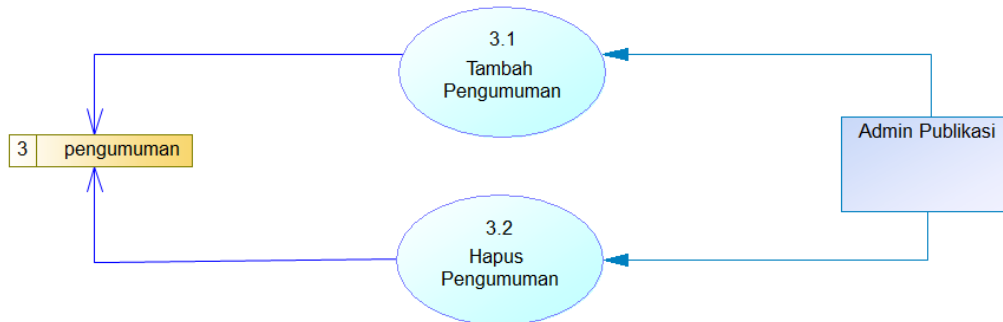 3.1
Tambah
Pengumuman
Admin Publikasi
3 pengumuman
3.2
Hapus
Pengumuman